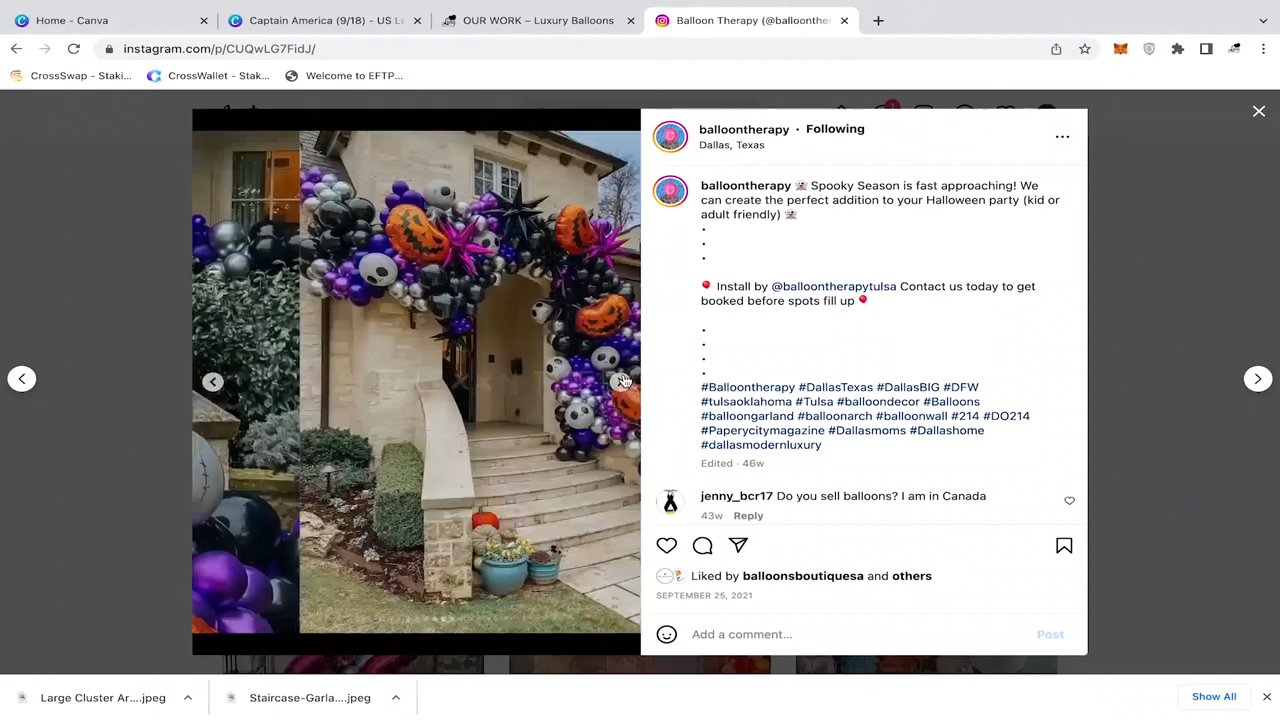 Home - Canva
Captain America (9/18) - US Le
OUR WORK – Luxury Balloons
Balloon Therapy (@balloonther
instagram.com/p/CUQwLG7FidJ/
CrossSwap - Staki...
CrossWallet - Stak...
Welcome to EFTP...
balloontherapy • Following
Dallas, Texas
balloontherapy 👻 Spooky Season is fast approaching! We
can create the perfect addition to your Halloween party (kid or
adult friendly) 👻
.
.
.
🎈 Install by @balloontherapytulsa Contact us today to get
booked before spots fill up 🎈
.
.
.
.
#Balloontherapy #DallasTexas #DallasBIG #DFW
#tulsaoklahoma #Tulsa #balloondecor #Balloons
#balloongarland #balloonarch #balloonwall #214 #DO214
#Paperycitymagazine #Dallasmoms #Dallashome
#dallasmodernluxury
Edited · 46w
jenny_bcr17 Do you sell balloons? I am in Canada
43w Reply
Liked by balloonsboutiquesa and others
SEPTEMBER 25, 2021
Add a comment...
Post
Large Cluster Ar....jpeg
Staircase-Garla....jpeg
Show All